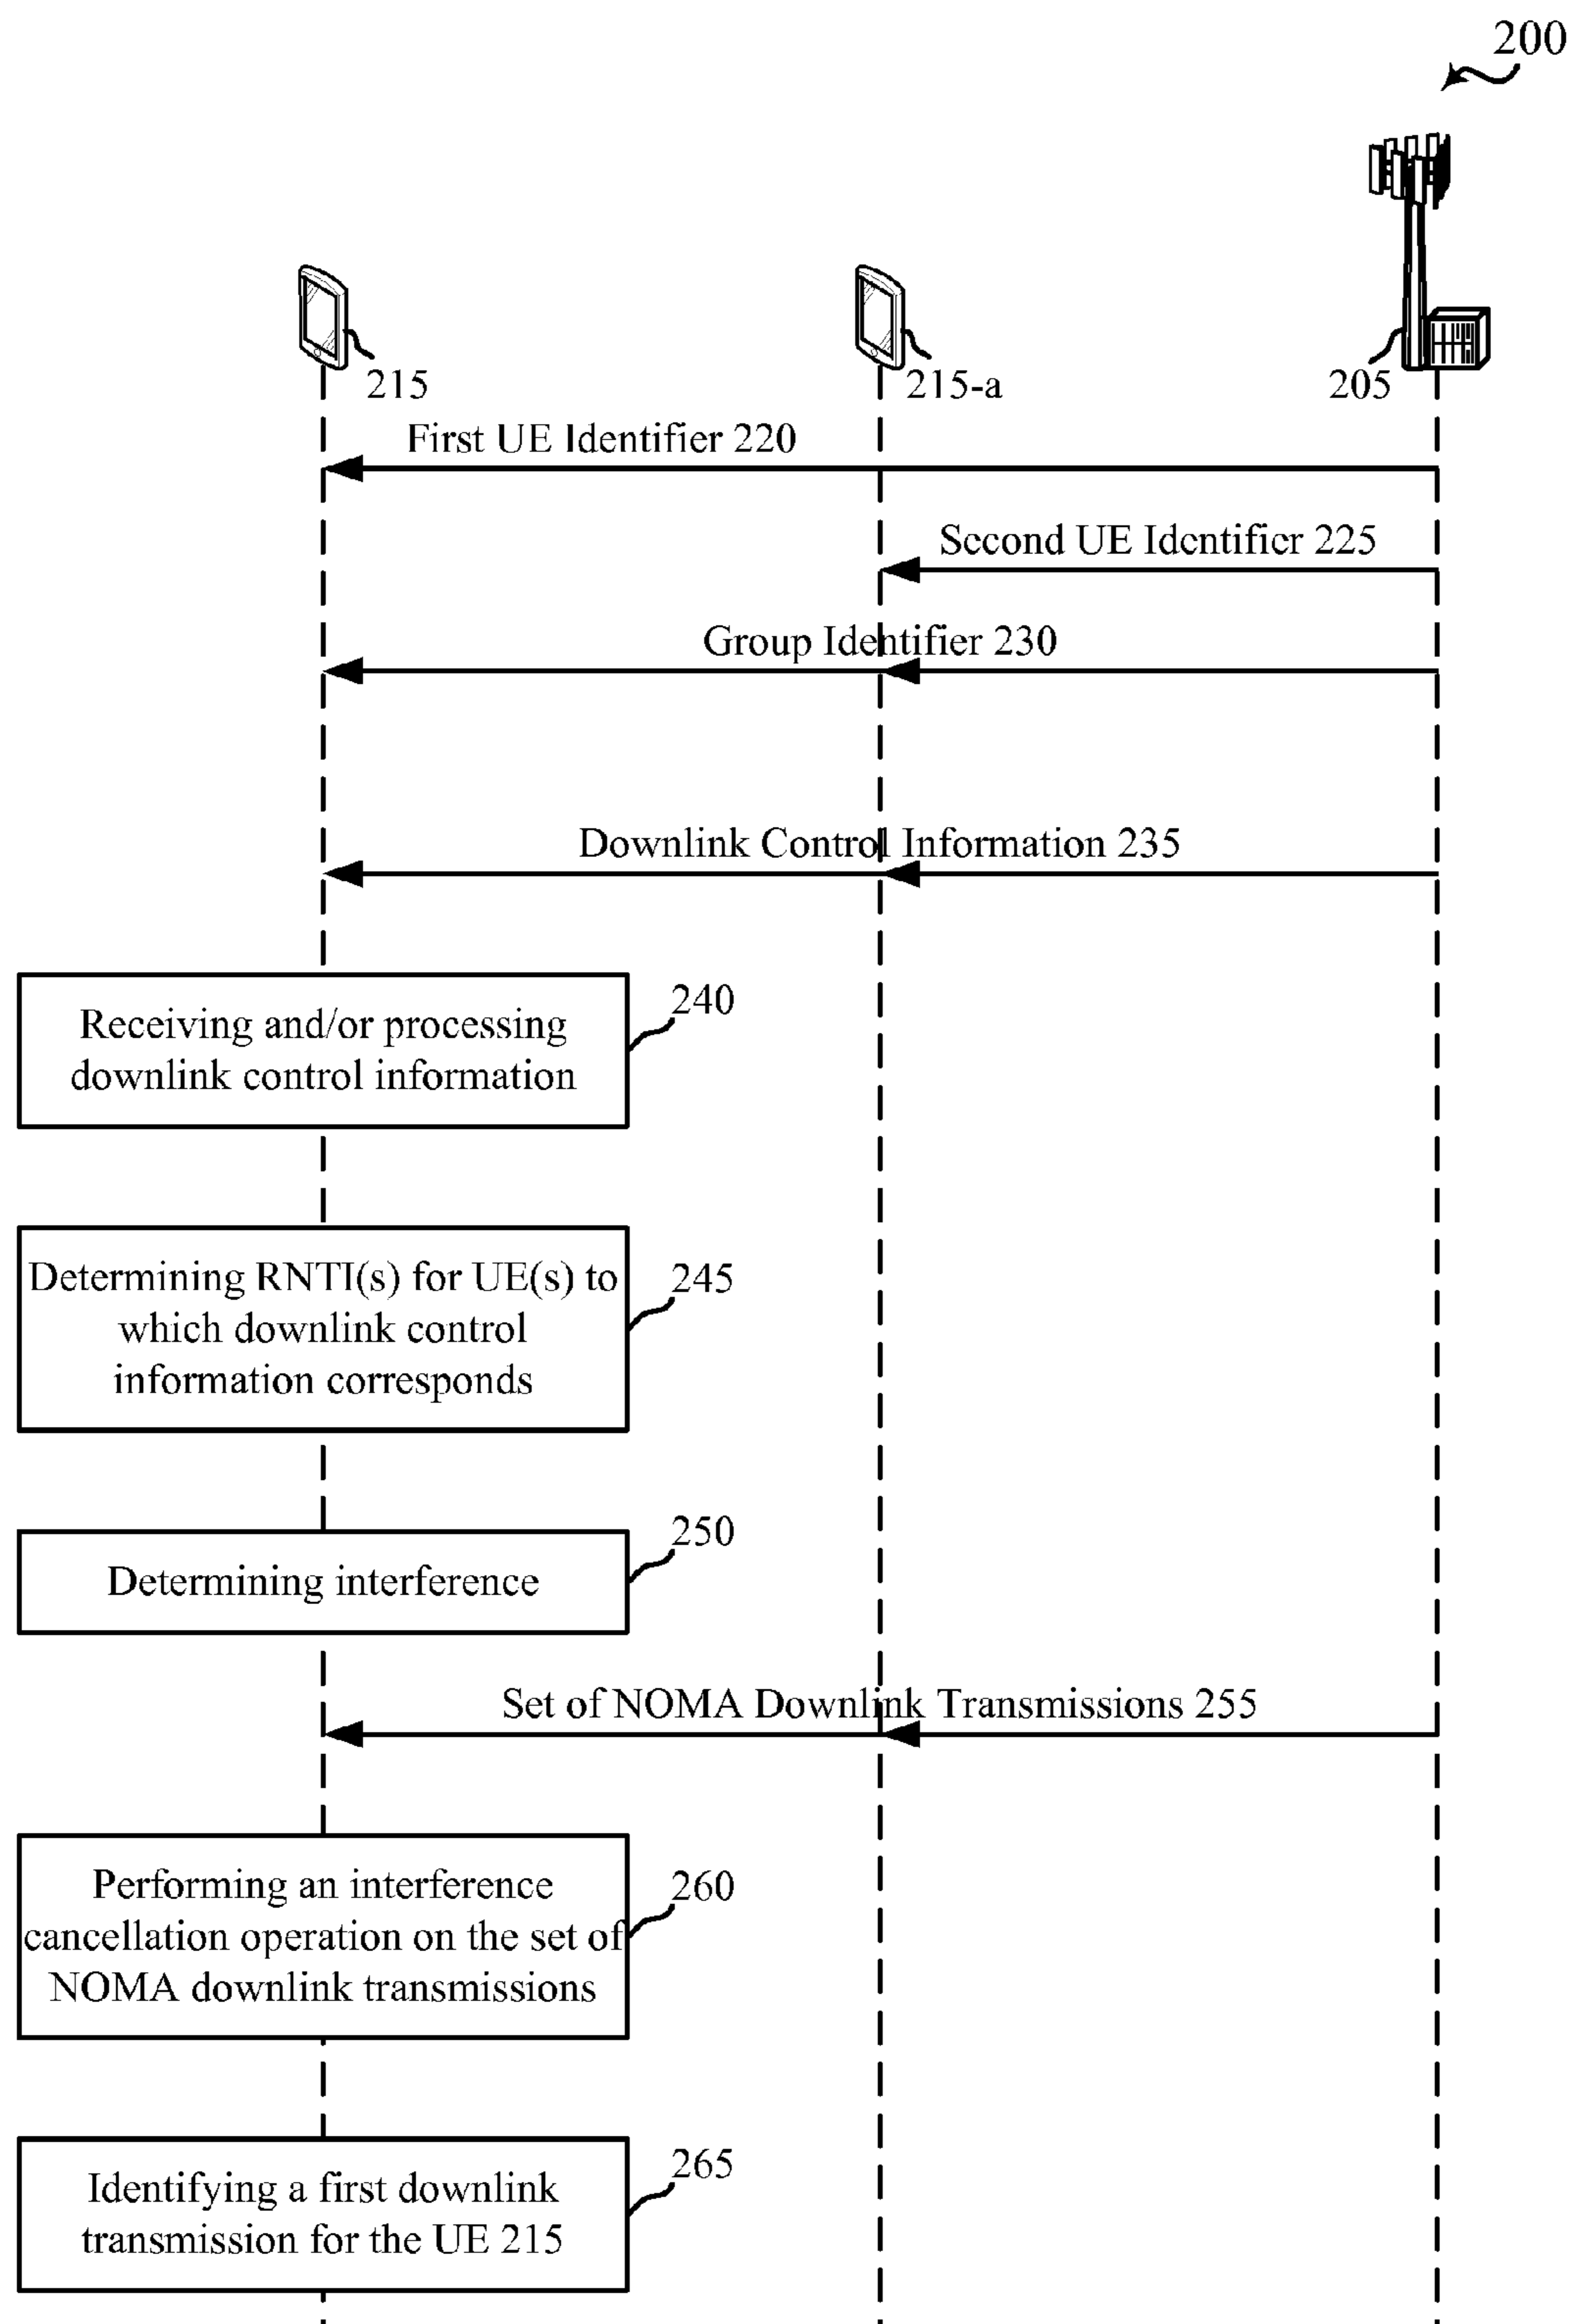 200
215
215-a
205
First UE Identifier 220
Second UE Identifier 225
Group Identifier 230
Downlink Control Information 235
Receiving and/or processing
downlink control information
240
Determining RNTI(s) for UE(s) to
which downlink control
information corresponds
245
Determining interference
250
Set of NOMA Downlink Transmissions 255
Performing an interference
cancellation operation on the set of
NOMA downlink transmissions
260
Identifying a first downlink
transmission for the UE 215
265